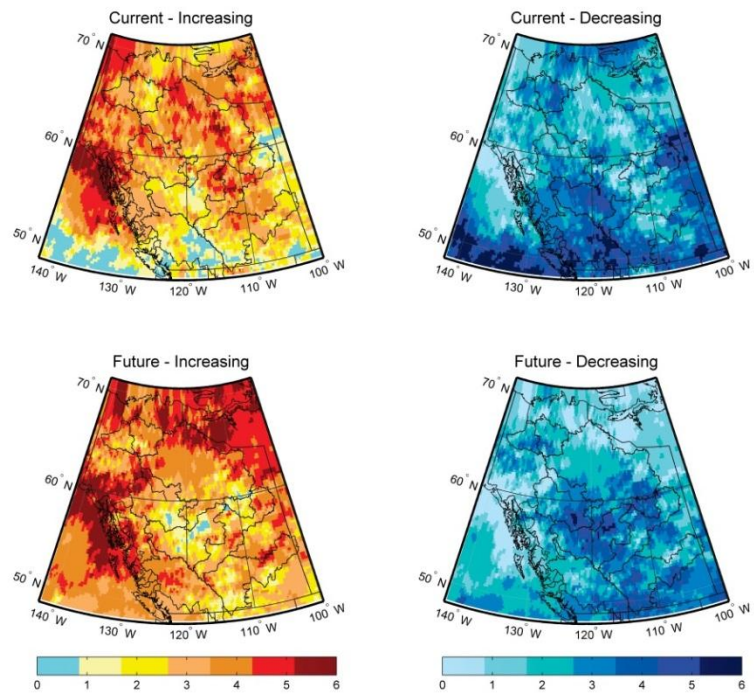 Current - Increasing
Current - Decreasing
70° N
60° N
50° N
140° W
130° W
120° W
110° W
100° W
70° N
60° N
50° N
140° W
130° W
120° W
110° W
100° W
Future - Increasing
Future - Decreasing
70° N
60° N
50° N
140° W
130° W
120° W
110° W
100° W
70° N
60° N
50° N
140° W
130° W
120° W
110° W
100° W
0 1 2 3 4 5 6
0 1 2 3 4 5 6